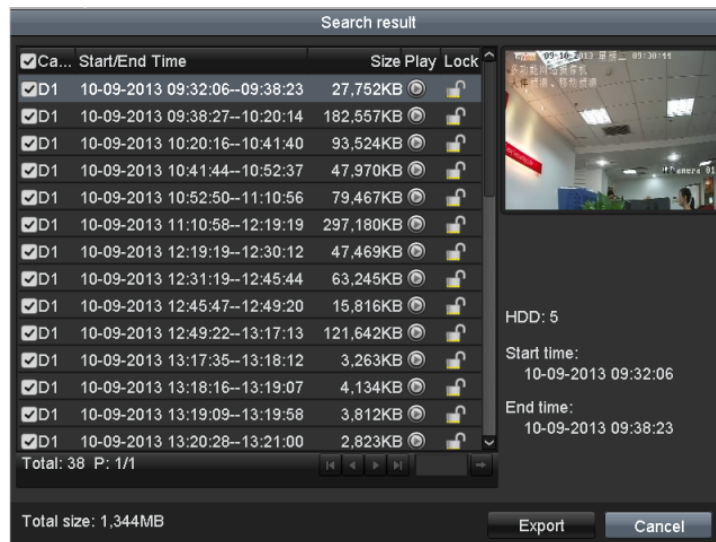 Search result
Ca... Start/End Time Size Play Lock
D1 10-09-2013 09:32:06--09:38:23 27,752KB
D1 10-09-2013 09:38:27--10:20:14 182,557KB
D1 10-09-2013 10:20:16--10:41:40 93,524KB
D1 10-09-2013 10:41:44--10:52:37 47,970KB
D1 10-09-2013 10:52:50--11:10:56 79,467KB
D1 10-09-2013 11:10:58--12:19:19 297,180KB
D1 10-09-2013 12:19:19--12:30:12 47,469KB
D1 10-09-2013 12:31:19--12:45:44 63,245KB
D1 10-09-2013 12:45:47--12:49:20 15,816KB
D1 10-09-2013 12:49:22--13:17:13 121,642KB
D1 10-09-2013 13:17:35--13:18:12 3,263KB
D1 10-09-2013 13:18:16--13:19:07 4,134KB
D1 10-09-2013 13:19:09--13:19:58 3,812KB
D1 10-09-2013 13:20:28--13:21:00 2,823KB
Total: 38 P: 1/1
09-10-2013 星期 09:30:44
Camera 01
HDD: 5
Start time:
10-09-2013 09:32:06
End time:
10-09-2013 09:38:23
Total size: 1,344MB
Export
Cancel